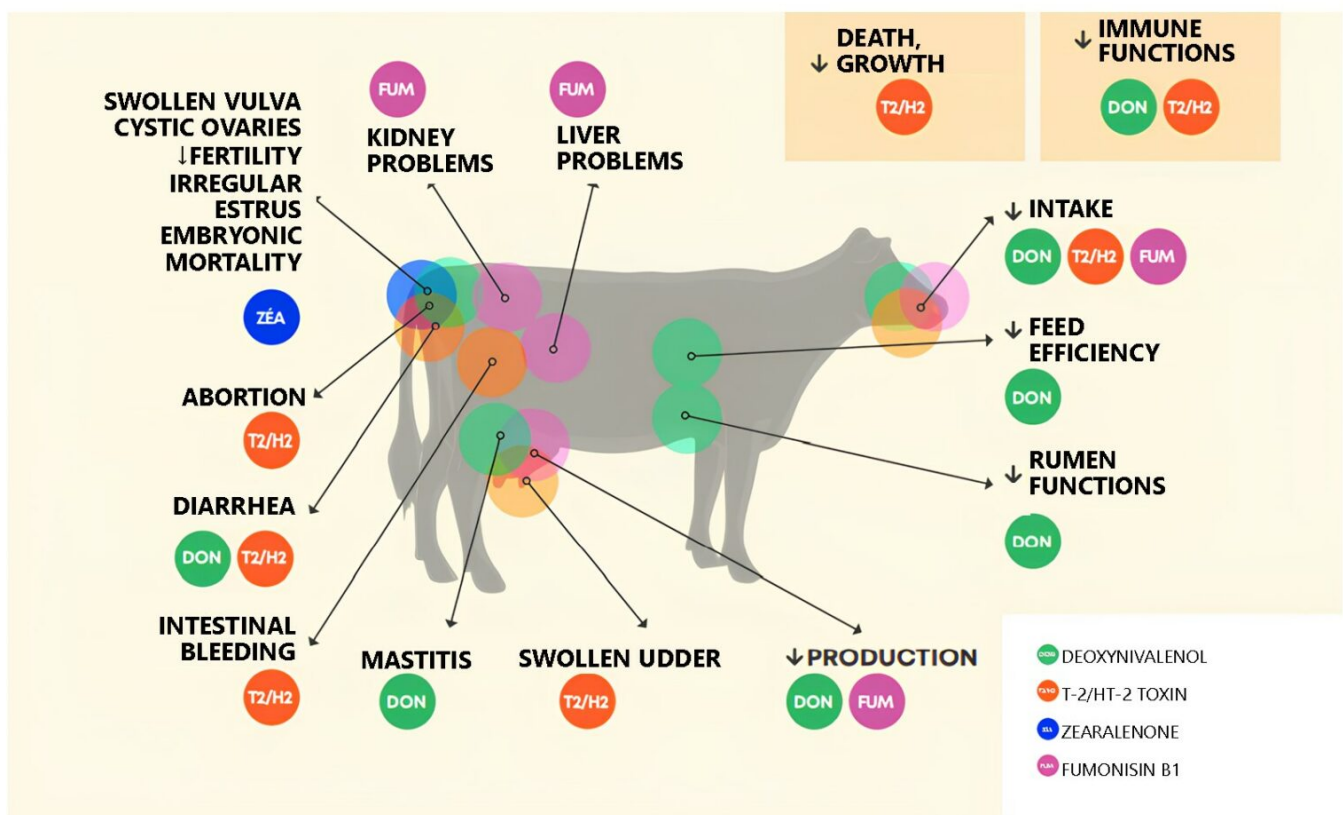 DEATH,
↓ GROWTH
T2/H2
↓ IMMUNE
FUNCTIONS
DON T2/H2
SWOLLEN VULVA
CYSTIC OVARIES
↓FERTILITY
IRREGULAR
ESTRUS
EMBRYONIC
MORTALITY
ZÉA
FUM
KIDNEY
PROBLEMS
FUM
LIVER
PROBLEMS
↓ INTAKE
DON T2/H2 FUM
↓ FEED
EFFICIENCY
DON
↓ RUMEN
FUNCTIONS
DON
ABORTION
T2/H2
DIARRHEA
DON T2/H2
INTESTINAL
BLEEDING
T2/H2
MASTITIS
DON
SWOLLEN UDDER
T2/H2
↓PRODUCTION
DON FUM
DEOXYNIVALENOL
T-2/HT-2 TOXIN
ZEARALENONE
FUMONISIN B1